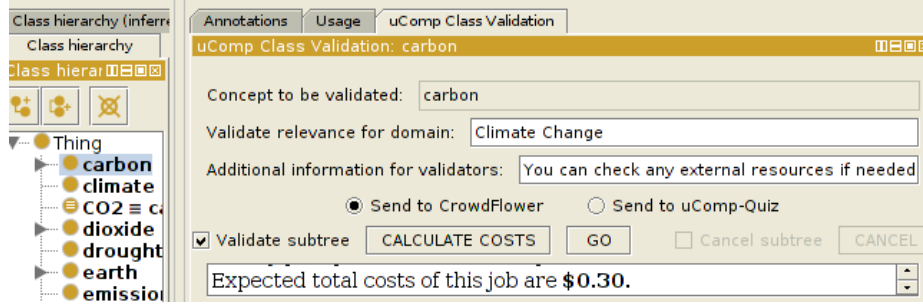 Class hierarchy (inferre
Class hierarchy
Class hierar
Thing
carbon
climate
CO2 ≡ ca
dioxide
drought
earth
emission
Annotations
Usage
uComp Class Validation
uComp Class Validation: carbon
Concept to be validated: carbon
Validate relevance for domain: Climate Change
Additional information for validators: You can check any external resources if needed
Send to CrowdFlower Send to uComp-Quiz
Validate subtree CALCULATE COSTS GO Cancel subtree CANCEL
Expected total costs of this job are $0.30.